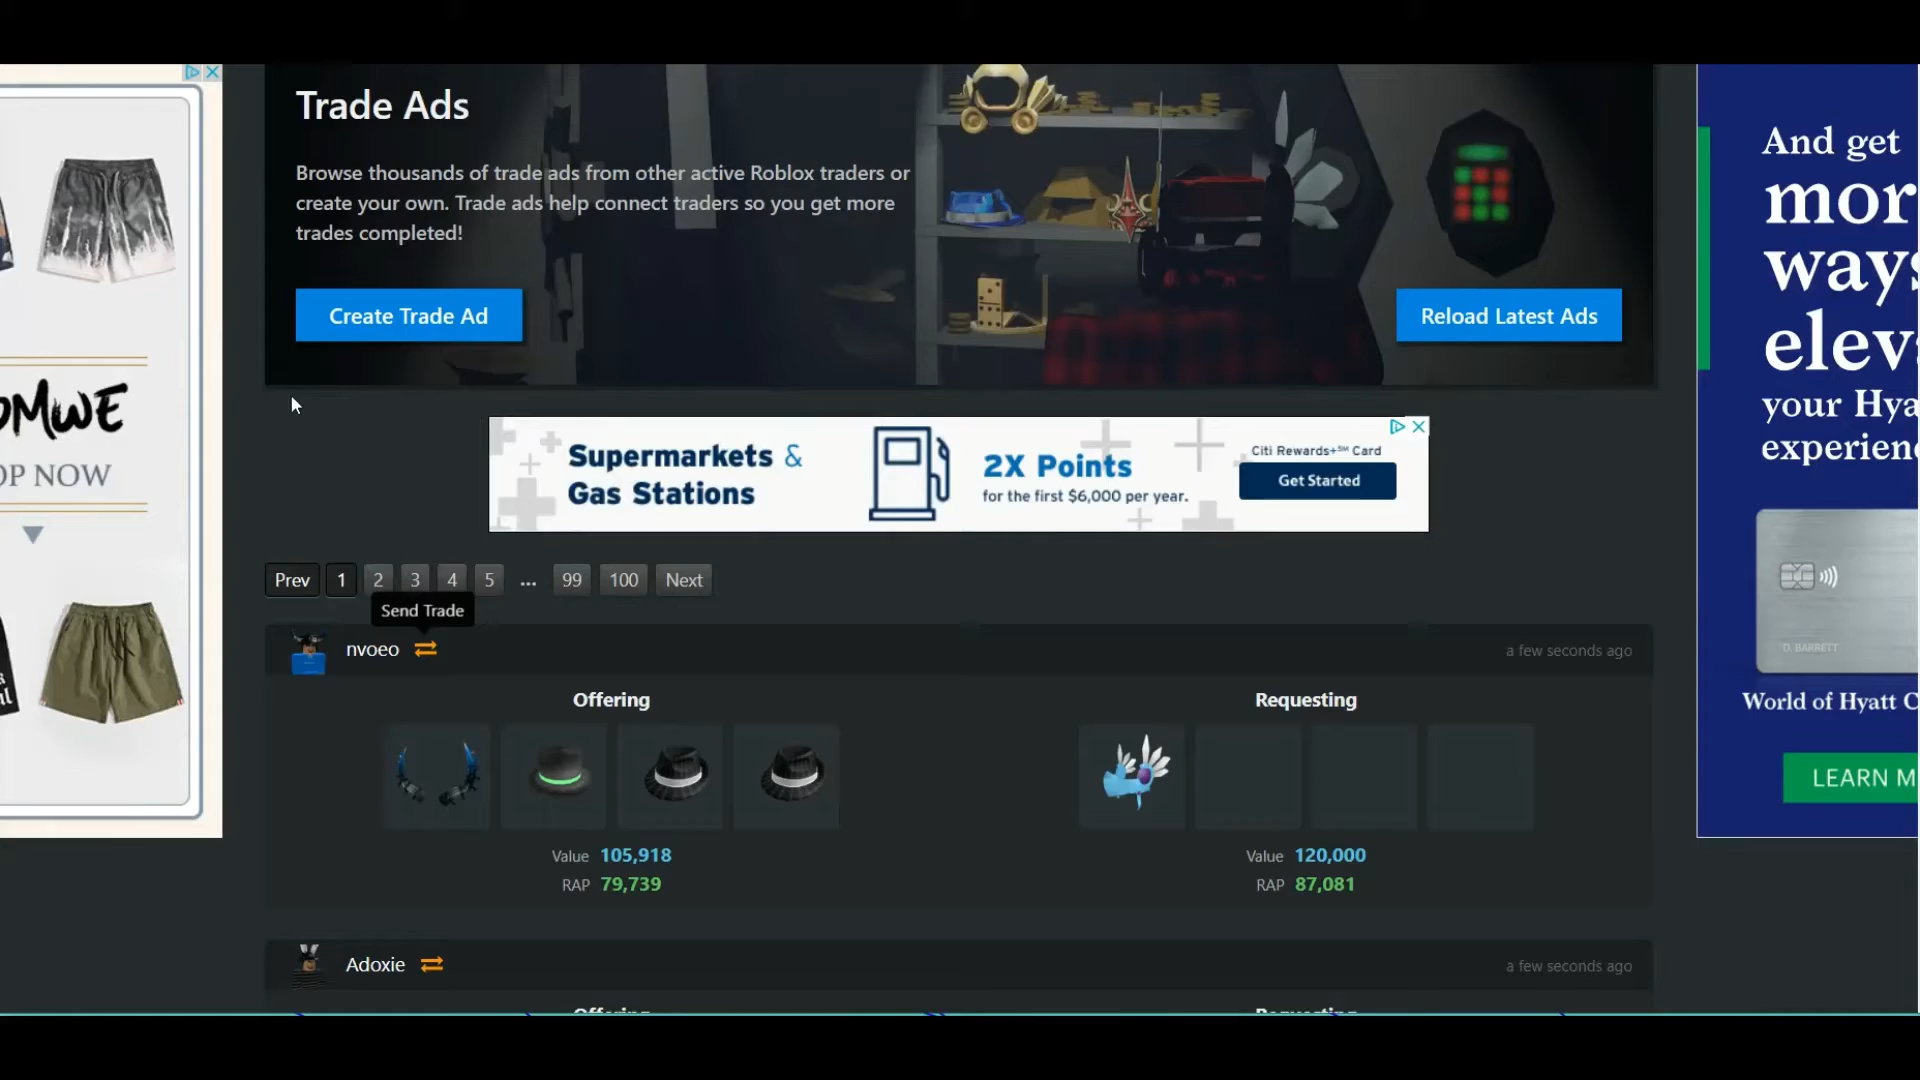 Trade Ads
Browse thousands of trade ads from other active Roblox traders or
create your own. Trade ads help connect traders so you get more
trades completed!
Create Trade Ad
Reload Latest Ads
SHOP NOW
Supermarkets &
Gas Stations
2X Points
for the first $6,000 per year.
Citi Rewards+℠ Card
Get Started
And get
more
ways
your Hya
D. BARRETT
World of Hyatt C
LEARN M
Prev 1 2 3 4 5 ... 99 100 Next
Send Trade
nvoeo
a few seconds ago
Offering
Requesting
Value 105,918
RAP 79,739
Value 120,000
RAP 87,081
Adoxie
a few seconds ago
Offering
Requesting